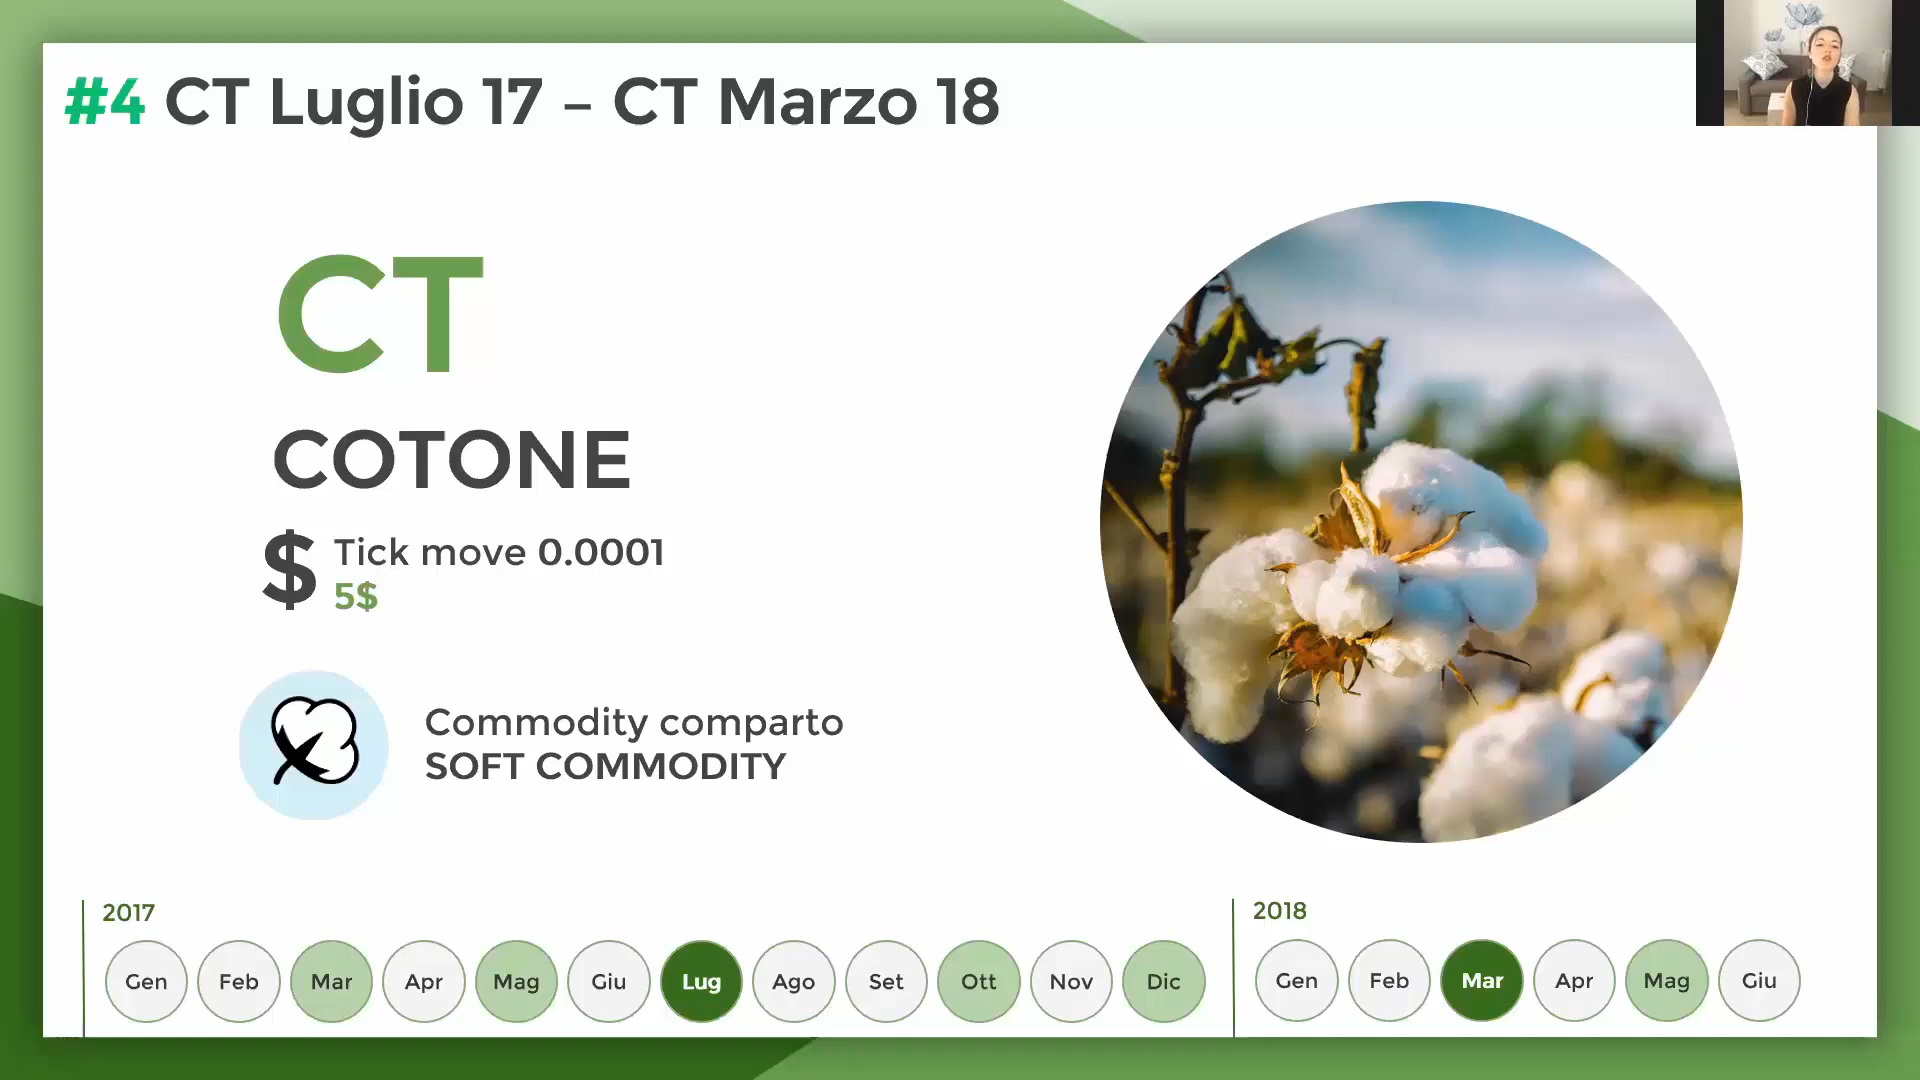 #4 CT Luglio 17 – CT Marzo 18
CT
COTONE
$ Tick move 0.0001
5$
Commodity comparto
SOFT COMMODITY
2017
Gen Feb Mar Apr Mag Giu Lug Ago Set Ott Nov Dic
2018
Gen Feb Mar Apr Mag Giu